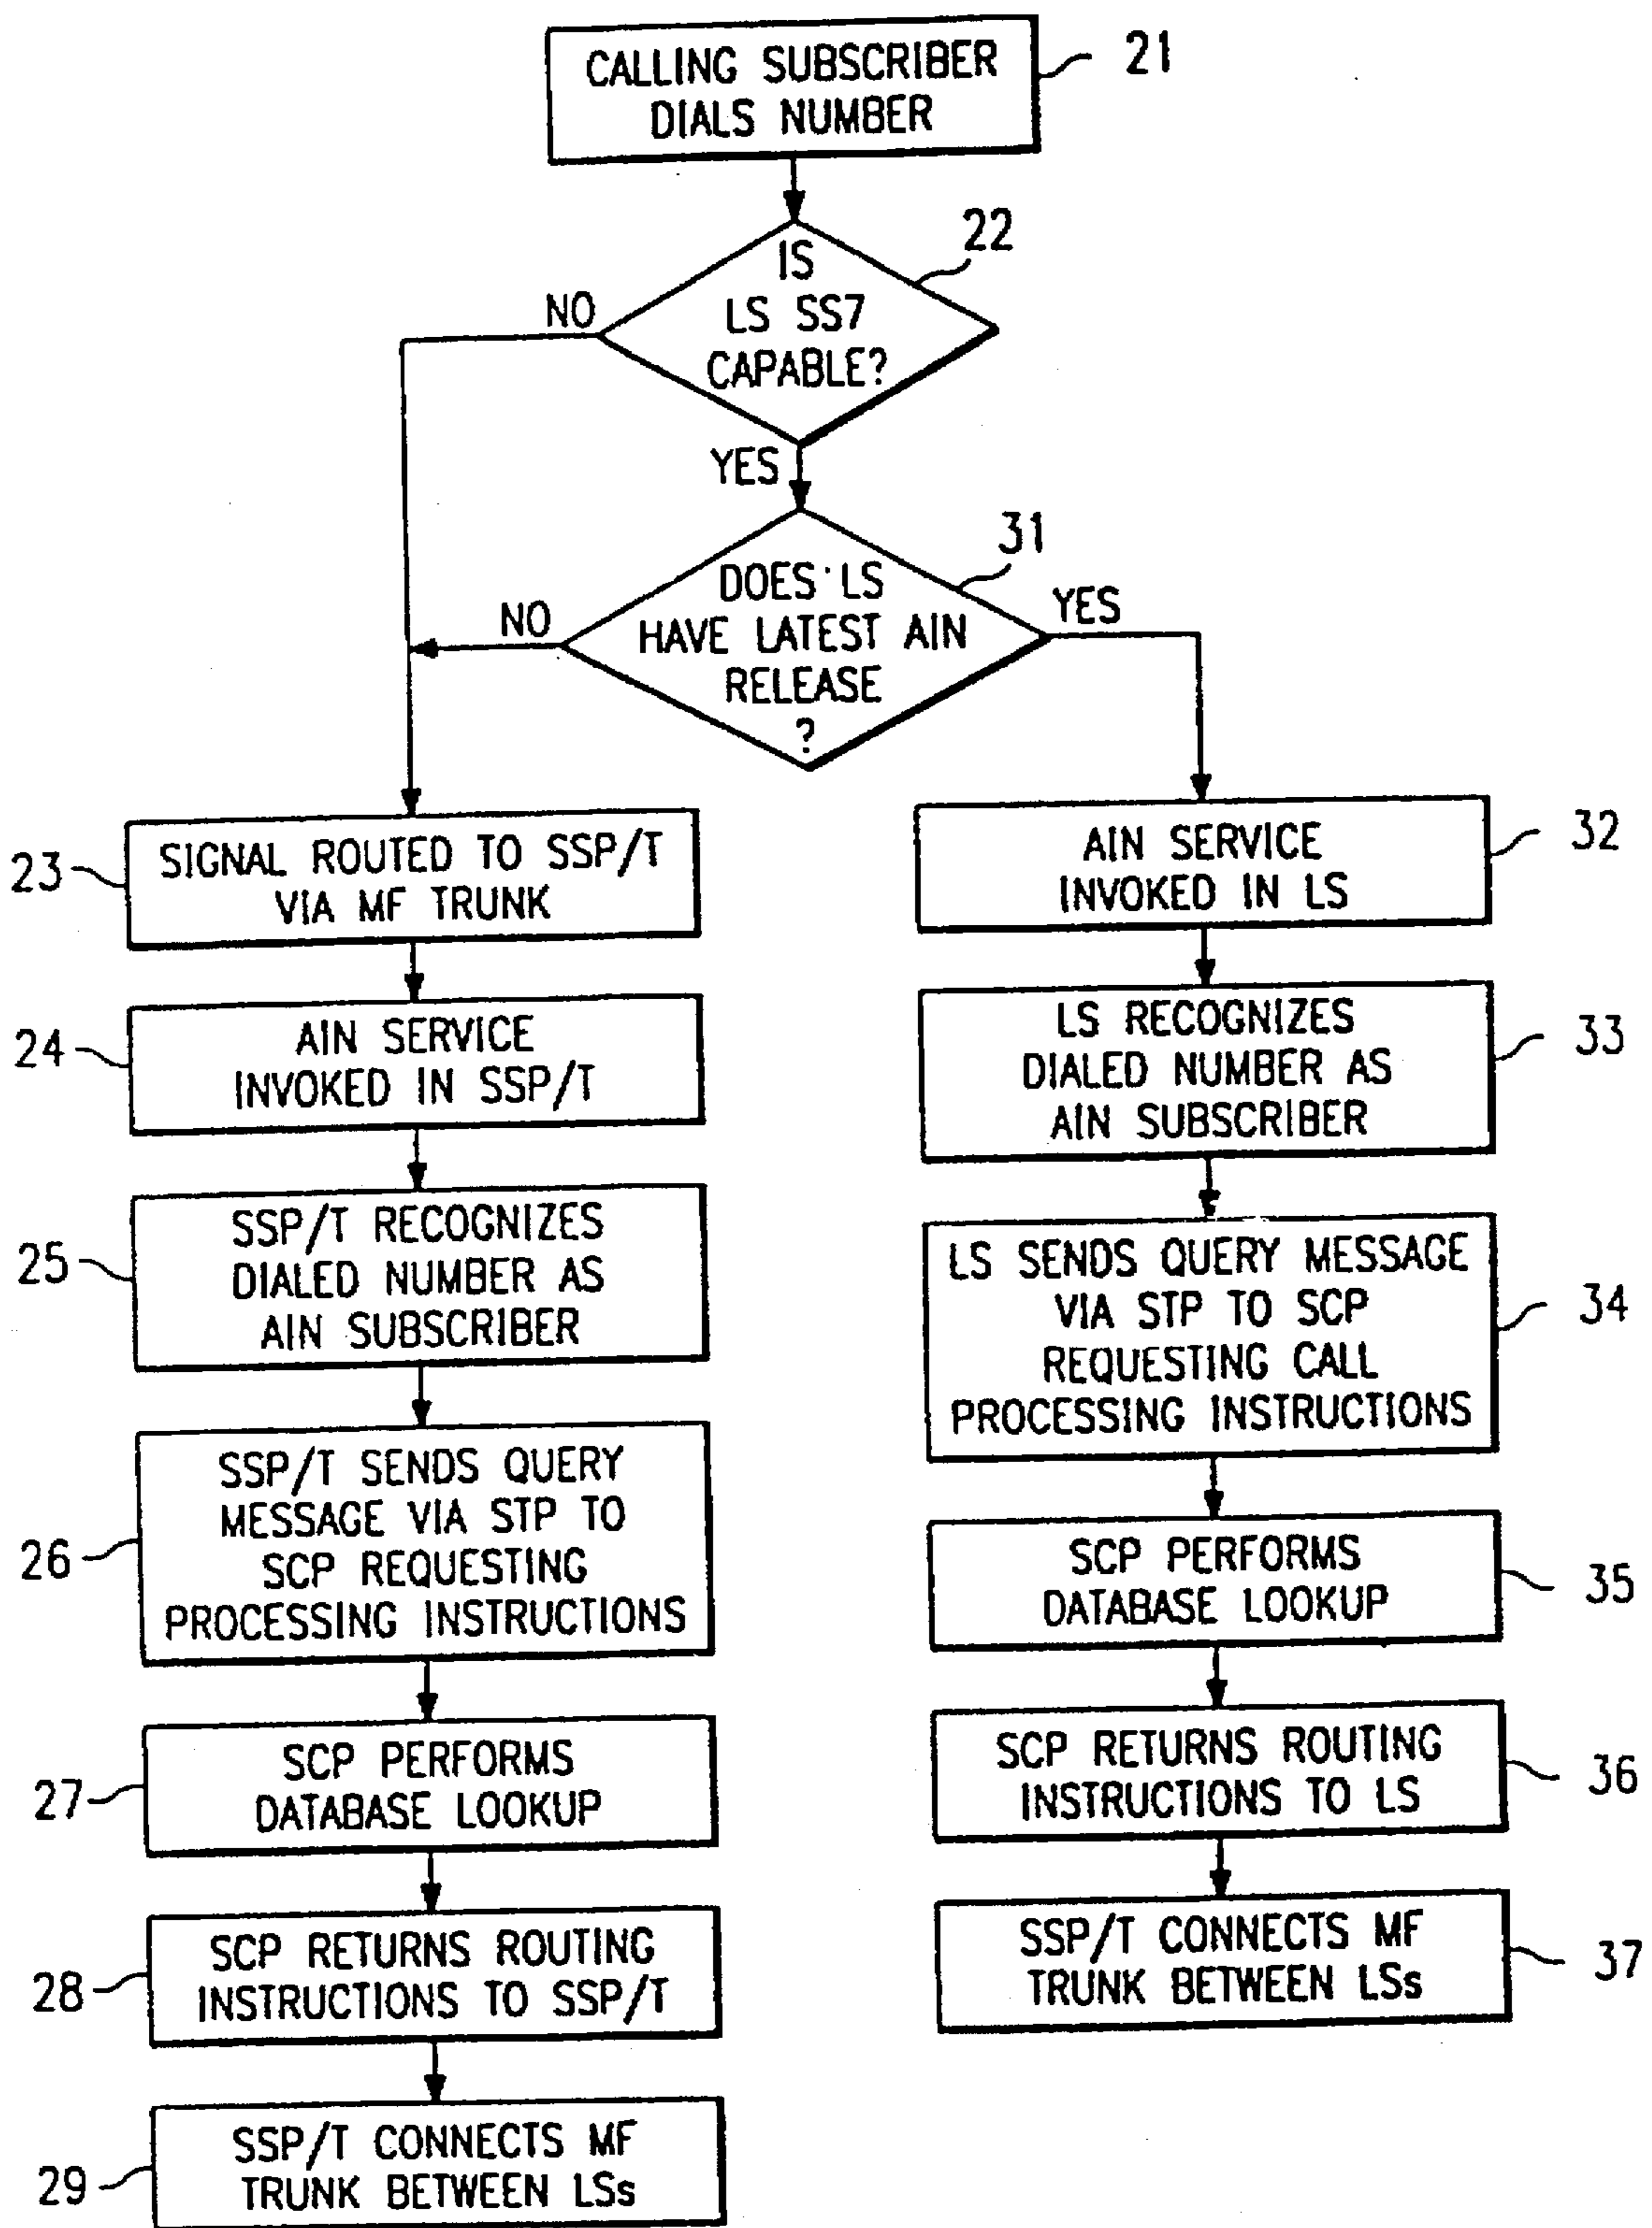 CALLING SUBSCRIBER
DIALS NUMBER
21
IS
LS SS7
CAPABLE?
22
NO
YES
DOES LS
HAVE LATEST AIN
RELEASE
?
31
NO
YES
SIGNAL ROUTED TO SSP/T
VIA MF TRUNK
23
AIN SERVICE
INVOKED IN SSP/T
24
SSP/T RECOGNIZES
DIALED NUMBER AS
AIN SUBSCRIBER
25
SSP/T SENDS QUERY
MESSAGE VIA STP TO
SCP REQUESTING
PROCESSING INSTRUCTIONS
26
SCP PERFORMS
DATABASE LOOKUP
27
SCP RETURNS ROUTING
INSTRUCTIONS TO SSP/T
28
SSP/T CONNECTS MF
TRUNK BETWEEN LSs
29
AIN SERVICE
INVOKED IN LS
32
LS RECOGNIZES
DIALED NUMBER AS
AIN SUBSCRIBER
33
LS SENDS QUERY MESSAGE
VIA STP TO SCP
REQUESTING CALL
PROCESSING INSTRUCTIONS
34
SCP PERFORMS
DATABASE LOOKUP
35
SCP RETURNS ROUTING
INSTRUCTIONS TO LS
36
SSP/T CONNECTS MF
TRUNK BETWEEN LSs
37